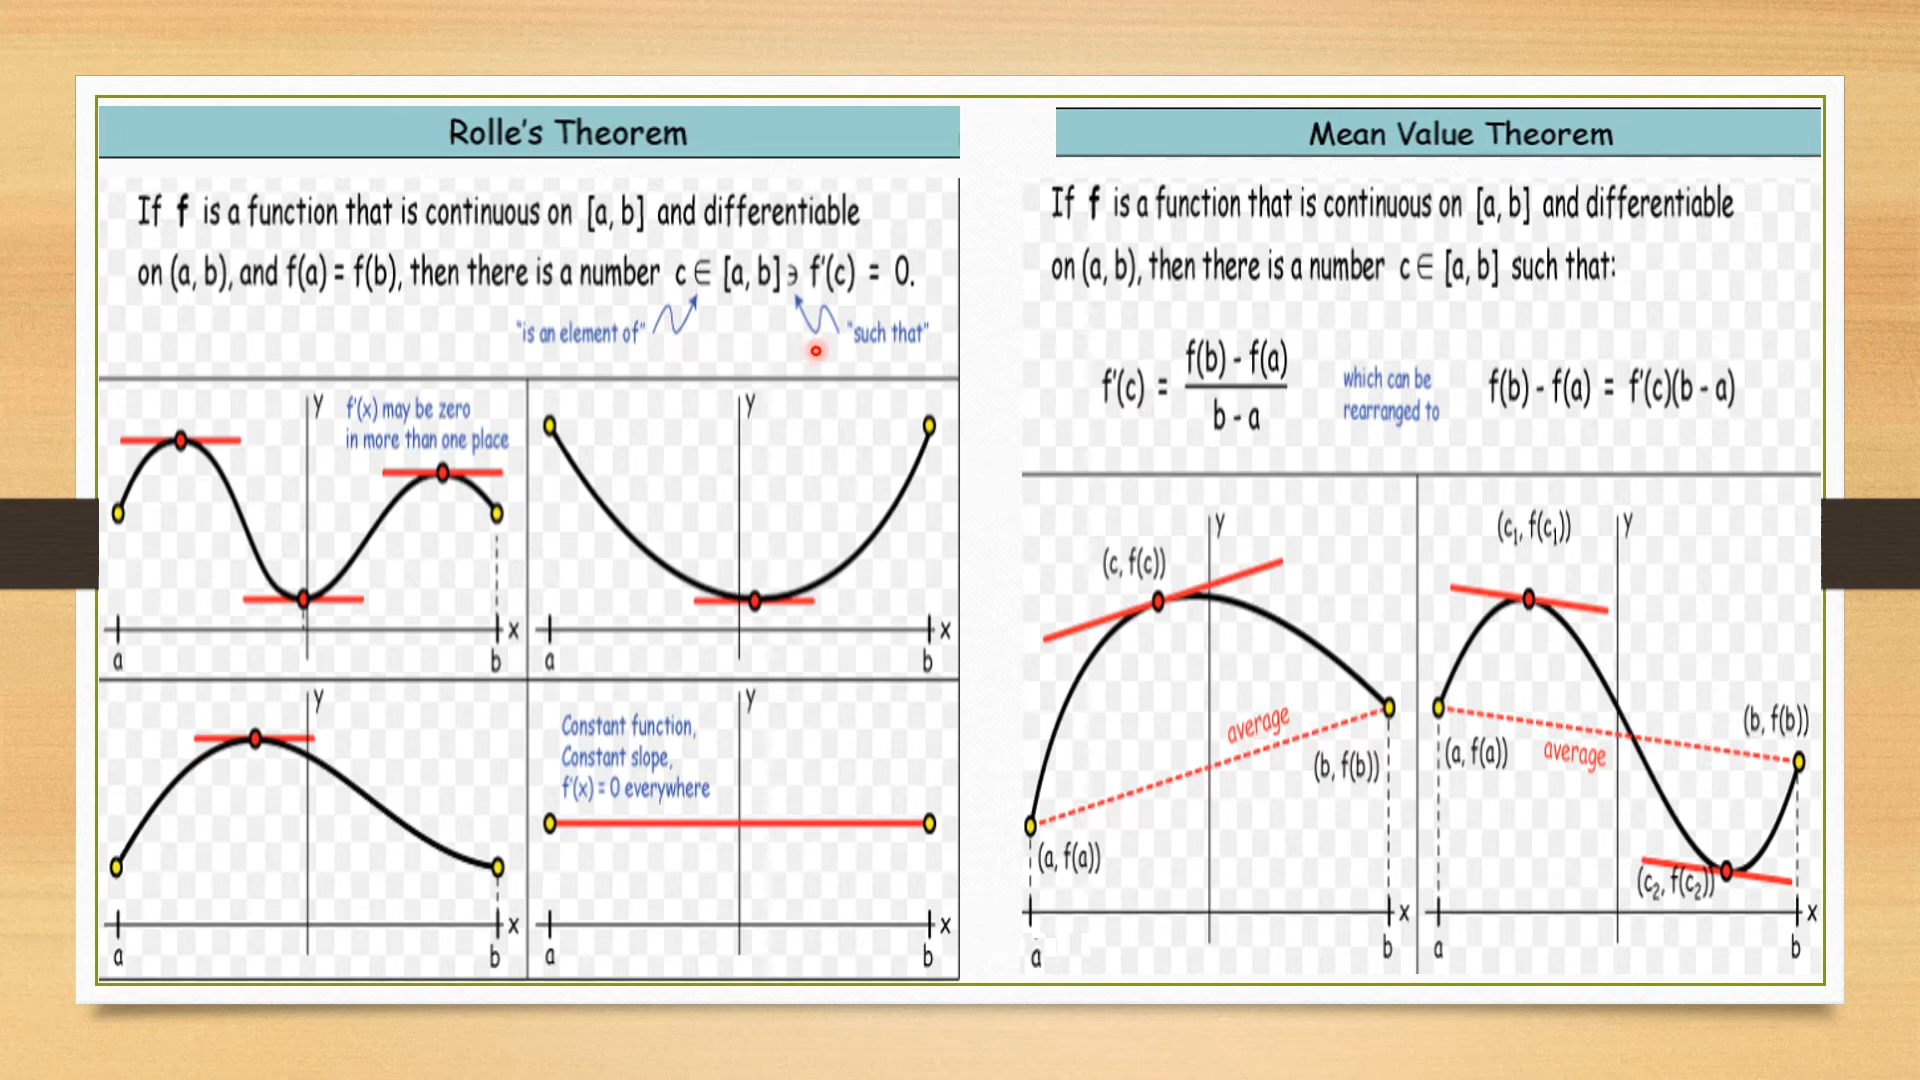 Rolle's Theorem
If f is a function that is continuous on [a, b] and differentiable
on (a, b), and f(a) = f(b), then there is a number c ∈ [a, b] ∍ f'(c) = 0.
"is an element of"
"such that"
y
f'(x) may be zero
in more than one place
x
a
b
y
x
a
b
y
x
a
b
y
Constant function,
Constant slope,
f'(x) = 0 everywhere
x
a
b
Mean Value Theorem
If f is a function that is continuous on [a, b] and differentiable
on (a, b), then there is a number c ∈ [a, b] such that:
f'(c) = f(b) - f(a) / b - a
which can be
rearranged to
f(b) - f(a) = f'(c)(b - a)
y
(c, f(c))
average
(b, f(b))
(a, f(a))
x
a
b
(c₁, f(c₁))
y
(b, f(b))
(a, f(a))
average
(c₂, f(c₂))
x
a
b